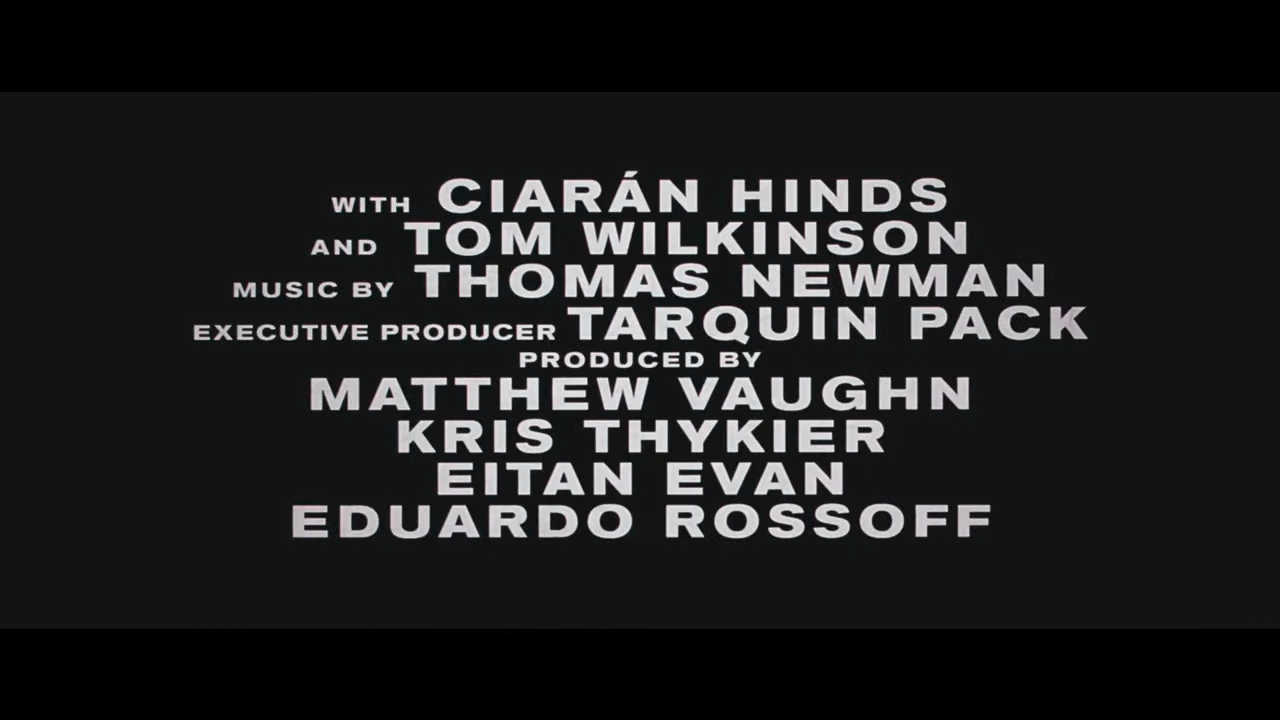 WITH CIARÁN HINDS
AND TOM WILKINSON
MUSIC BY THOMAS NEWMAN
EXECUTIVE PRODUCER TARQUIN PACK
PRODUCED BY
MATTHEW VAUGHN
KRIS THYKIER
EITAN EVAN
EDUARDO ROSSOFF